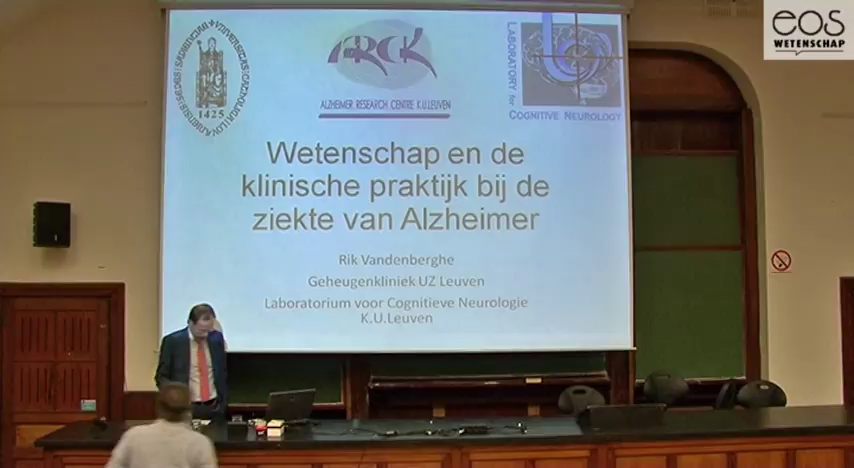 eos
WETENSCHAP
ARCK
ALZHEIMER RESEARCH CENTRE K.U.LEUVEN
LABORATORY for
COGNITIVE NEUROLOGY
1425
Wetenschap en de
klinische praktijk bij de
ziekte van Alzheimer
Rik Vandenberghe
Geheugenkliniek UZ Leuven
Laboratorium voor Cognitieve Neurologie
K.U.Leuven